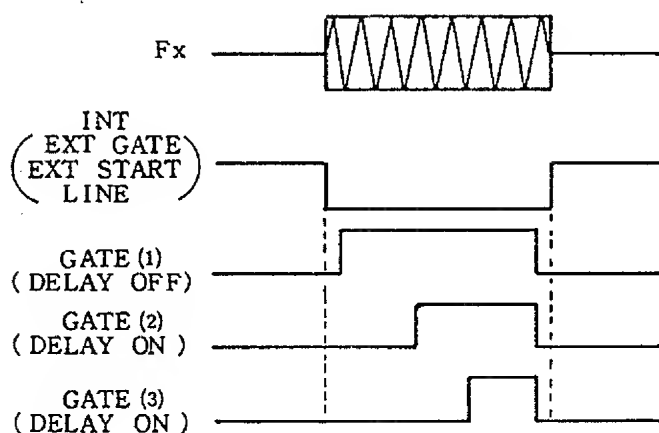 Fx
INT
EXT GATE
EXT START
LINE
GATE (1)
( DELAY OFF)
GATE (2)
( DELAY ON )
GATE (3)
( DELAY ON )